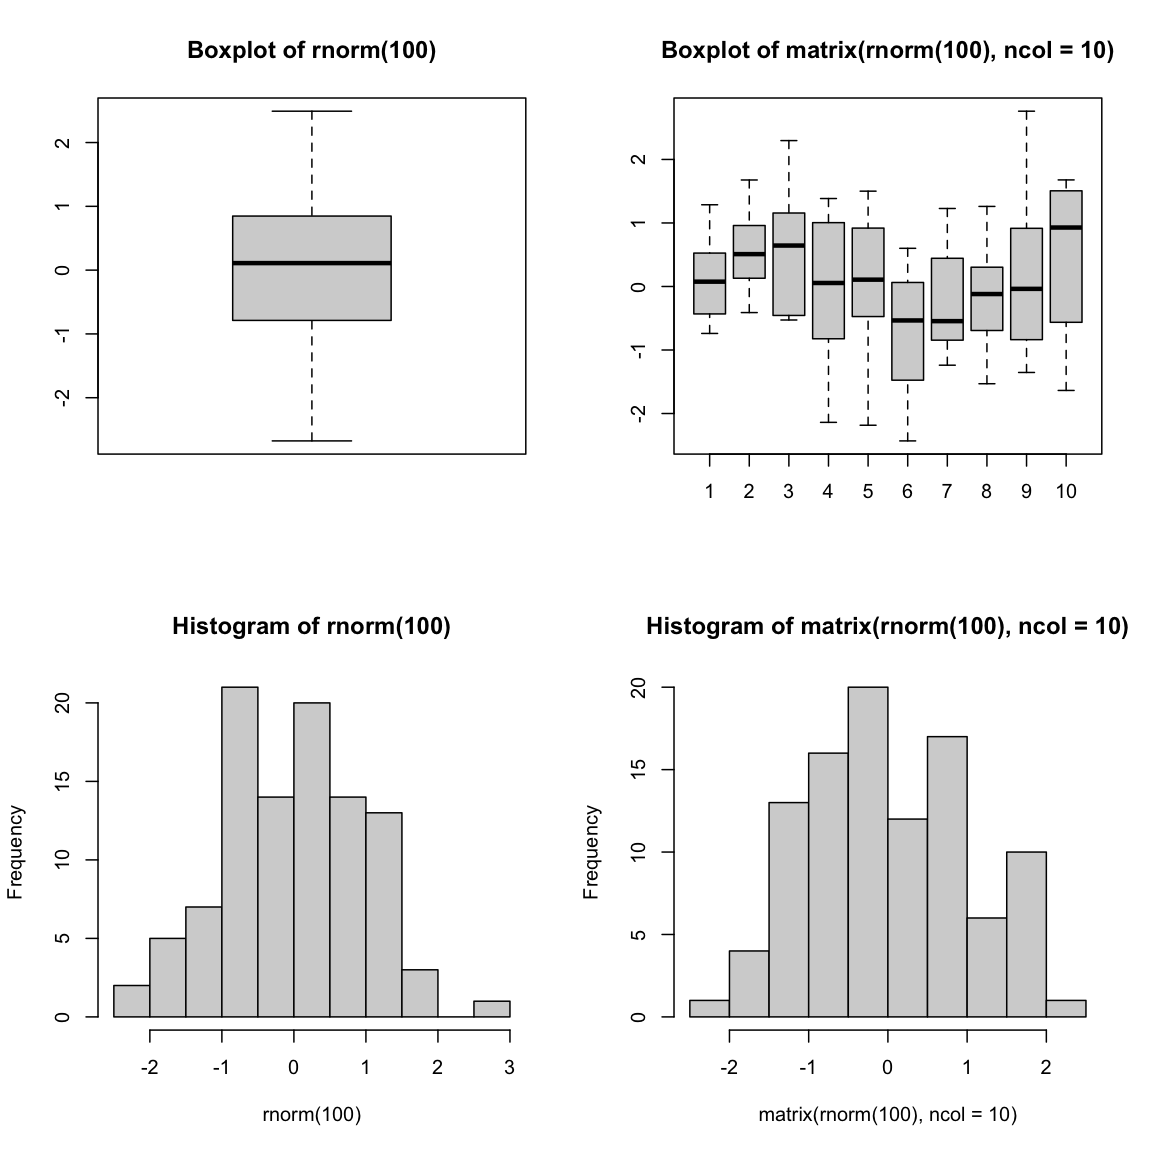 Boxplot of rnorm(100)
2
1
0
-1
-2
Boxplot of matrix(rnorm(100), ncol = 10)
2
1
0
-1
-2
1 2 3 4 5 6 7 8 9 10
Histogram of rnorm(100)
Frequency
20
15
10
5
0
-2 -1 0 1 2 3
rnorm(100)
Histogram of matrix(rnorm(100), ncol = 10)
Frequency
20
15
10
5
0
-2 -1 0 1 2
matrix(rnorm(100), ncol = 10)